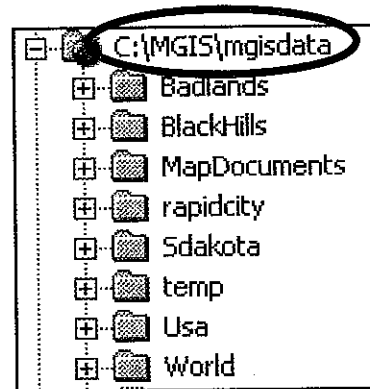 C:\MGIS\mgisdata
Badlands
BlackHills
MapDocuments
rapidcity
Sdakota
temp
Usa
World